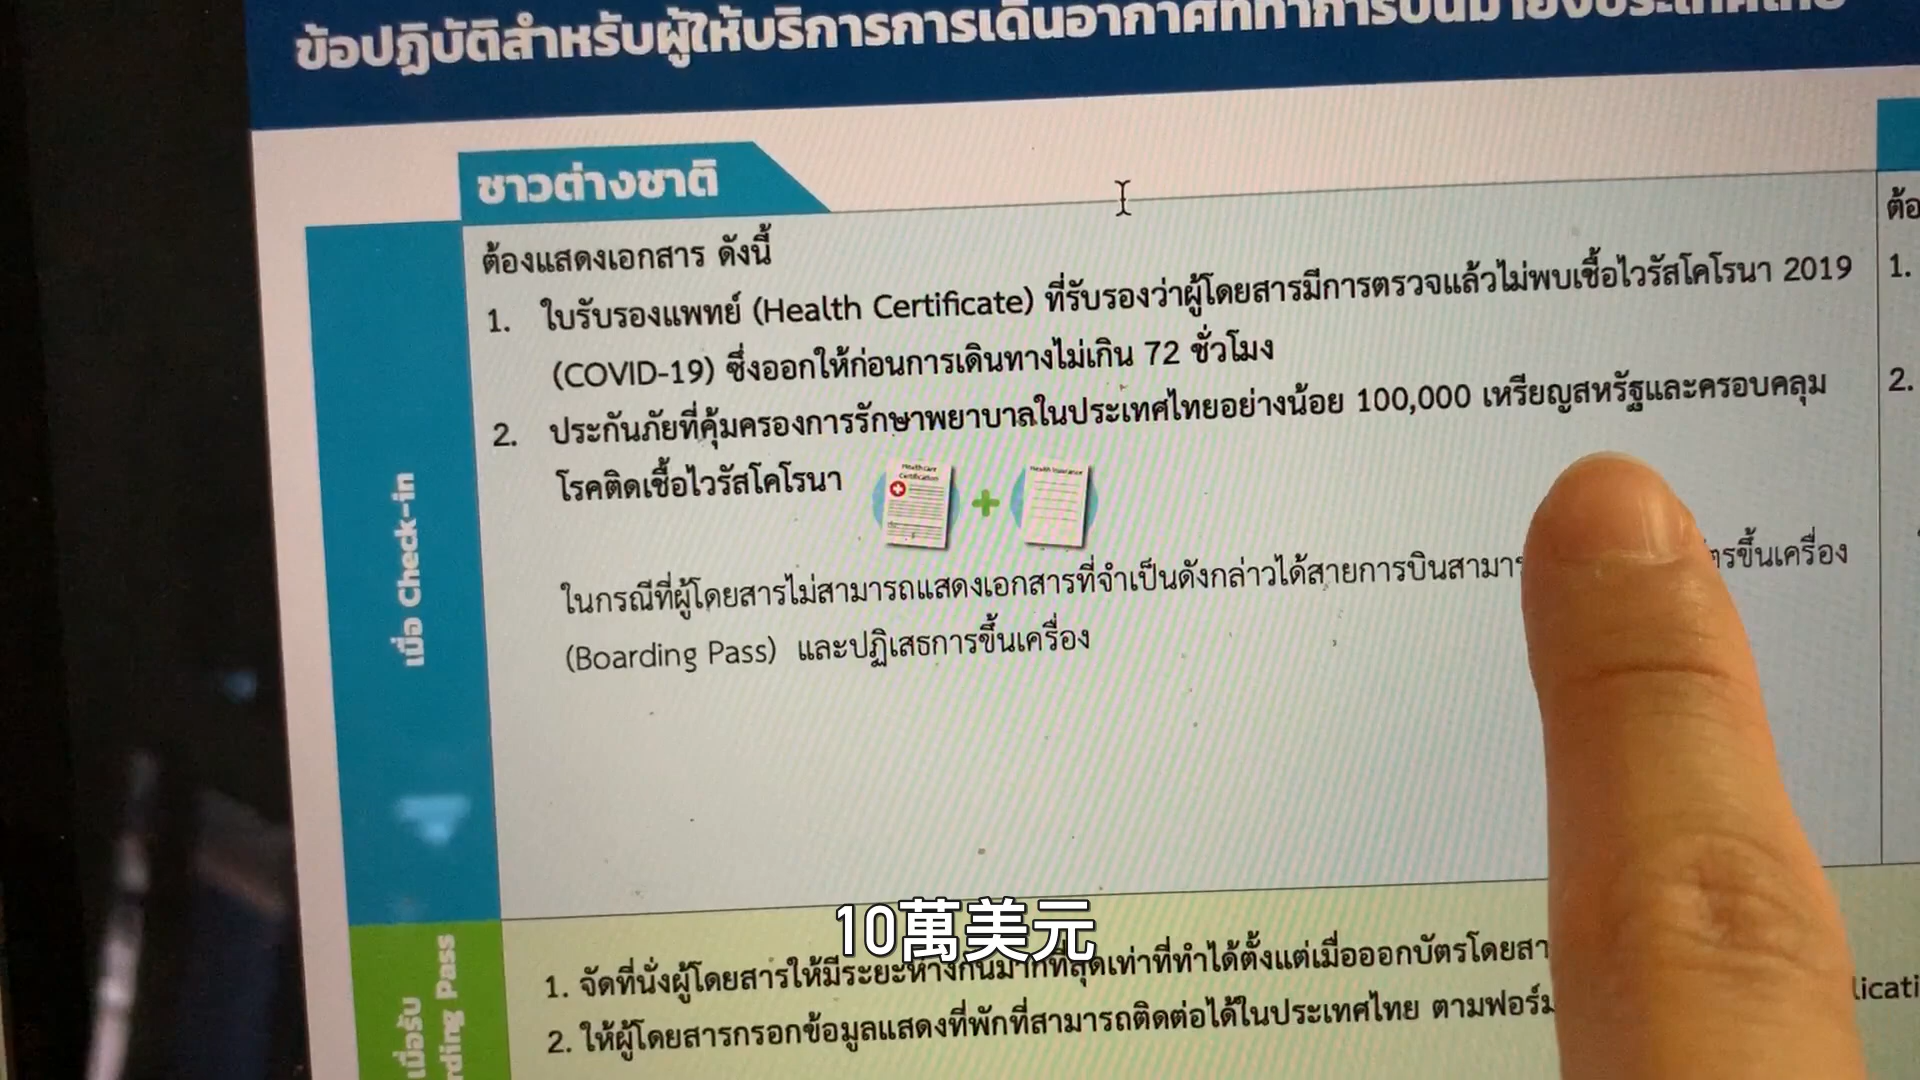 ข้อปฏิบัติสำหรับผู้ให้บริการการเดินอากาศที่ทำการบินมายังประเทศไทย
ชาวต่างชาติ
เมื่อ Check-in
ต้องแสดงเอกสาร ดังนี้
1. ใบรับรองแพทย์ (Health Certificate) ที่รับรองว่าผู้โดยสารมีการตรวจแล้วไม่พบเชื้อไวรัสโคโรนา 2019
(COVID-19) ซึ่งออกให้ก่อนการเดินทางไม่เกิน 72 ชั่วโมง
2. ประกันภัยที่คุ้มครองการรักษาพยาบาลในประเทศไทยอย่างน้อย 100,000 เหรียญสหรัฐและครอบคลุม
โรคติดเชื้อไวรัสโคโรนา
Health Care
Certification
+
Health Insurance
ในกรณีที่ผู้โดยสารไม่สามารถแสดงเอกสารที่จำเป็นดังกล่าวได้สายการบินสามาร ขึ้นเครื่อง
(Boarding Pass) และปฏิเสธการขึ้นเครื่อง
1.
2.
10萬美元
เมื่อรับ
Pass
1. จัดที่นั่งผู้โดยสารให้มีระยะห่างกันมากที่สุดเท่าที่ทำได้ตั้งแต่เมื่อออกบัตรโดยสา
2. ให้ผู้โดยสารกรอกข้อมูลแสดงที่พักที่สามารถติดต่อได้ในประเทศไทย ตามฟอร์ม